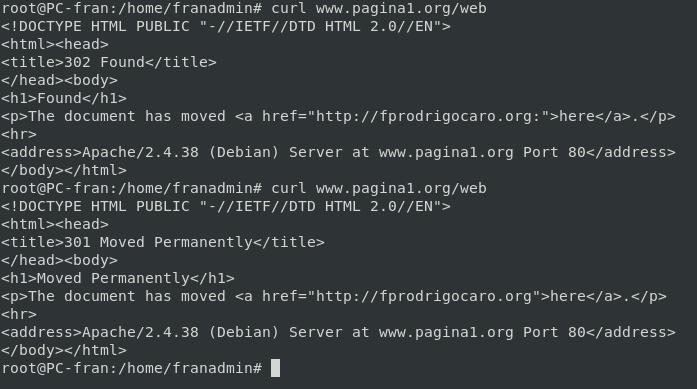 root@PC-fran:/home/franadmin# curl www.pagina1.org/web
<!DOCTYPE HTML PUBLIC "-//IETF//DTD HTML 2.0//EN">
<html><head>
<title>302 Found</title>
</head><body>
<h1>Found</h1>
<p>The document has moved <a href="http://fprodrigocaro.org:">here</a>.</p>
<hr>
<address>Apache/2.4.38 (Debian) Server at www.pagina1.org Port 80</address>
</body></html>
root@PC-fran:/home/franadmin# curl www.pagina1.org/web
<!DOCTYPE HTML PUBLIC "-//IETF//DTD HTML 2.0//EN">
<html><head>
<title>301 Moved Permanently</title>
</head><body>
<h1>Moved Permanently</h1>
<p>The document has moved <a href="http://fprodrigocaro.org">here</a>.</p>
<hr>
<address>Apache/2.4.38 (Debian) Server at www.pagina1.org Port 80</address>
</body></html>
root@PC-fran:/home/franadmin#